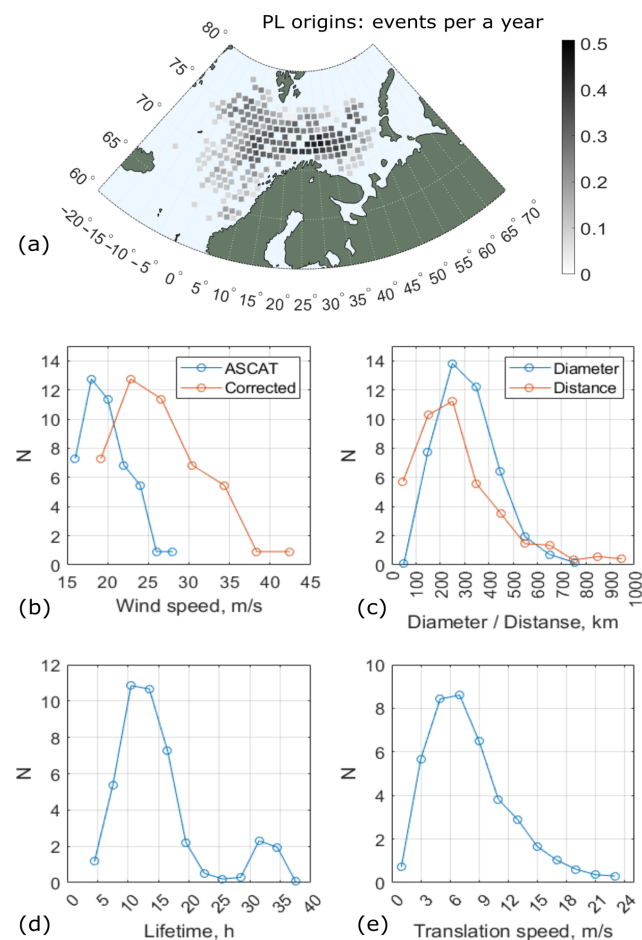 PL origins: events per a year
80°
75°
70°
65°
60°
-20° -15° -10° -5° 0° 5° 10° 15° 20° 25° 30° 35° 40° 45° 50° 55° 60° 65° 70°
0.5
0.4
0.3
0.2
0.1
0
(a)
14
12
10
8
6
4
2
0
N
ASCAT
Corrected
15 20 25 30 35 40 45
(b) Wind speed, m/s
14
12
10
8
6
4
2
0
N
Diameter
Distance
0 100 200 300 400 500 600 700 800 900 1000
(c) Diameter / Distanse, km
12
10
8
6
4
2
0
N
0 5 10 15 20 25 30 35 40
(d) Lifetime, h
10
8
6
4
2
0
N
0 3 6 9 12 15 18 21 24
(e) Translation speed, m/s